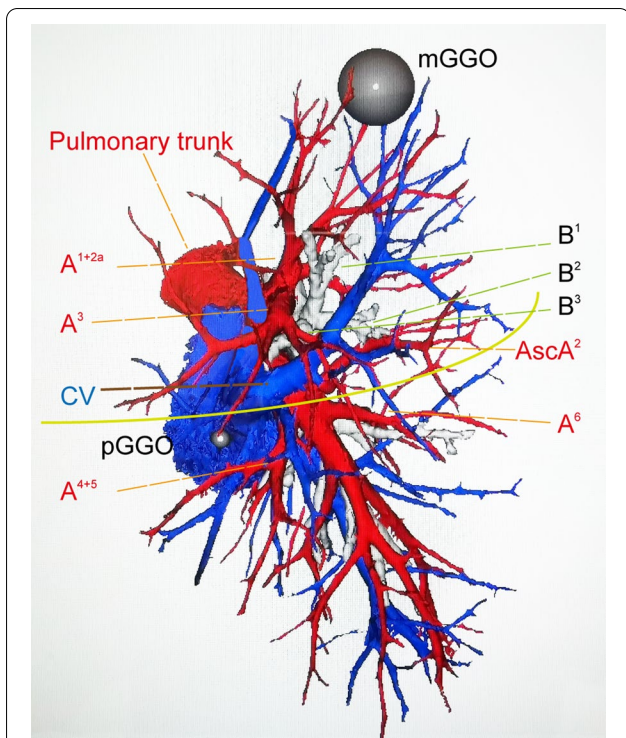 mGGO
Pulmonary trunk
B¹
A¹⁺²ᵃ
B²
B³
A³
AscA²
CV
A⁶
pGGO
A⁴⁺⁵